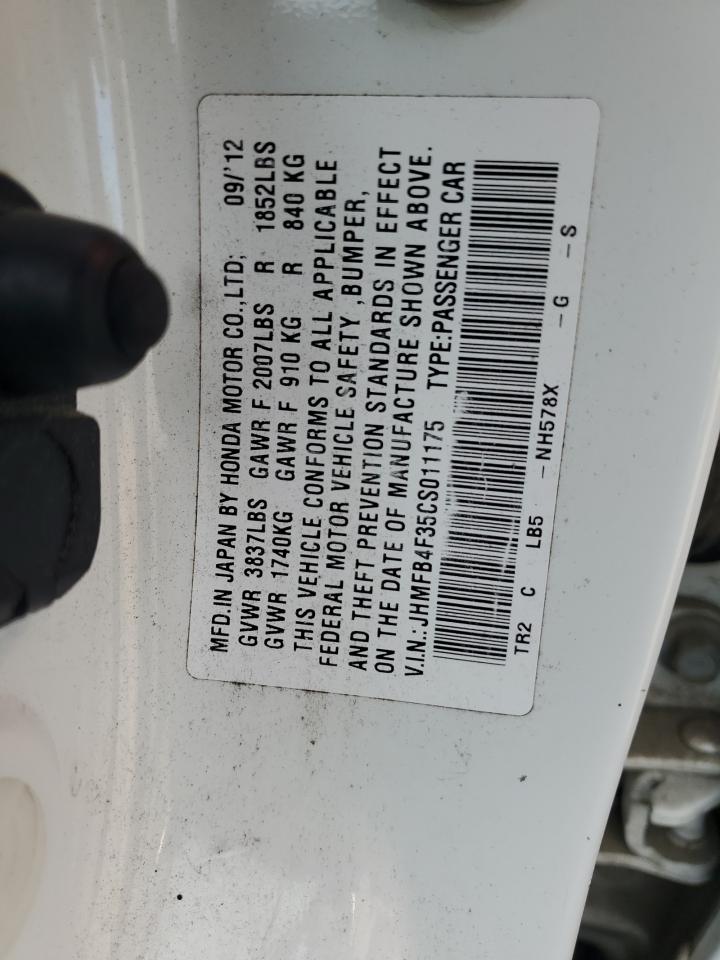 MFD.IN JAPAN BY HONDA MOTOR CO.,LTD; 09/'12
GVWR 3837LBS GAWR F 2007LBS R 1852LBS
GVWR 1740KG GAWR F 910 KG R 840 KG
THIS VEHICLE CONFORMS TO ALL APPLICABLE
FEDERAL MOTOR VEHICLE SAFETY ,BUMPER,
AND THEFT PREVENTION STANDARDS IN EFFECT
ON THE DATE OF MANUFACTURE SHOWN ABOVE.
V.I.N.:JHMFB4F35CS011175 TYPE:PASSENGER CAR
TR2 C LB5 -NH578X -G -S